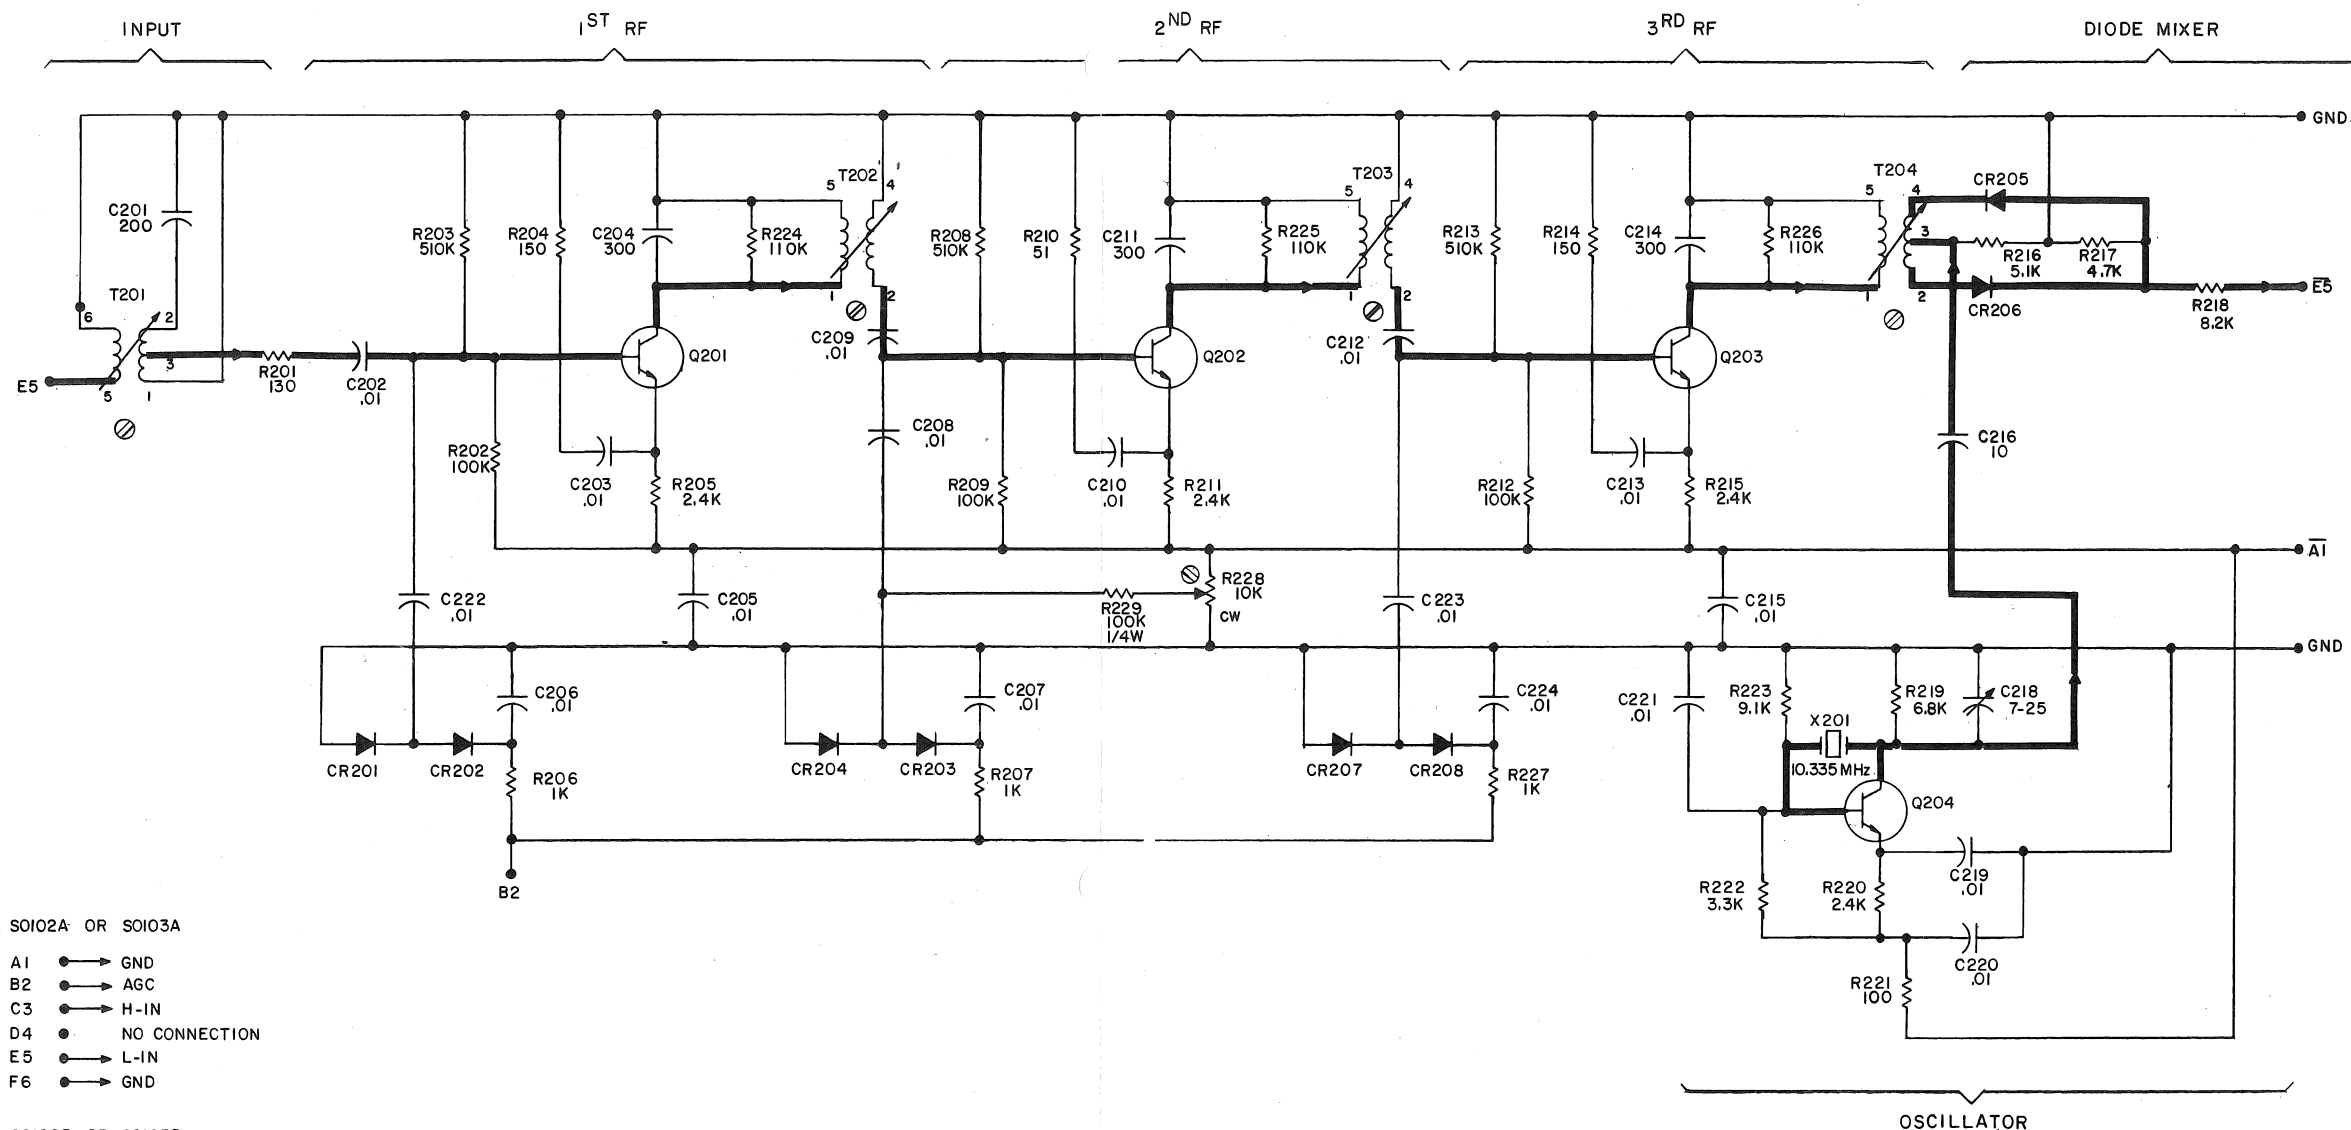 INPUT
1ST RF
2ND RF
3RD RF
DIODE MIXER
GND
C201
200
T201
6
2
3
5
1
E5
R201
130
C202
.01
R203
510K
R204
150
C204
300
R224
110K
T202
5
4
1
2
Q201
C209
.01
R202
100K
C203
.01
R205
2.4K
C208
.01
R208
510K
R210
51
C211
300
R225
110K
T203
5
4
1
2
Q202
C212
.01
R209
100K
C210
.01
R211
2.4K
R213
510K
R214
150
C214
300
R226
110K
T204
5
4
3
1
2
CR205
R216
5.1K
R217
4.7K
CR206
R218
8.2K
E5
Q203
R212
100K
C213
.01
R215
2.4K
C216
10
A1
C222
.01
C205
.01
R229
100K
1/4W
R228
10K
CW
C223
.01
C215
.01
GND
C206
.01
C207
.01
C224
.01
C221
.01
R223
9.1K
X201
10.335 MHz
R219
6.8K
C218
7-25
CR201
CR202
R206
1K
CR204
CR203
R207
1K
CR207
CR208
R227
1K
Q204
B2
R222
3.3K
R220
2.4K
C219
.01
C220
.01
R221
100
OSCILLATOR
SO102A OR SO103A
A1 GND
B2 AGC
C3 H-IN
D4 NO CONNECTION
E5 L-IN
F6 GND